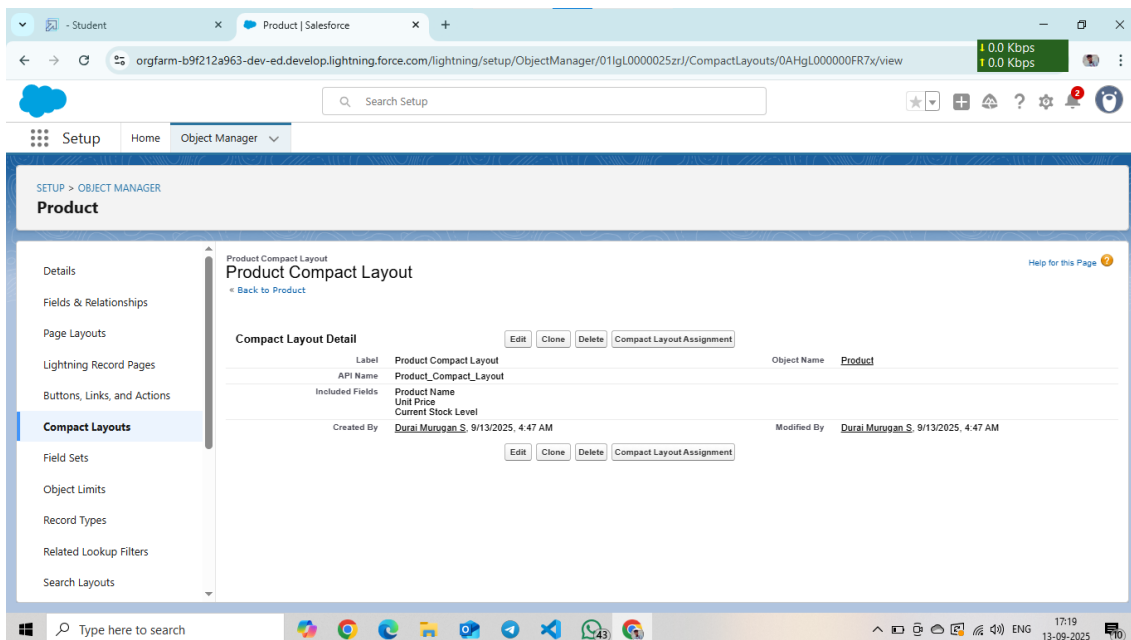 - Student
Product | Salesforce
orgfarm-b9f212a963-dev-ed.develop.lightning.force.com/lightning/setup/ObjectManager/01IgL0000025zrJ/CompactLayouts/0AHgL000000FR7x/view
0.0 Kbps
0.0 Kbps
Search Setup
2
Setup
Home
Object Manager
SETUP > OBJECT MANAGER
Product
Details
Fields & Relationships
Page Layouts
Lightning Record Pages
Buttons, Links, and Actions
Compact Layouts
Field Sets
Object Limits
Record Types
Related Lookup Filters
Search Layouts
Product Compact Layout
Product Compact Layout
« Back to Product
Help for this Page
Compact Layout Detail
Edit Clone Delete Compact Layout Assignment
Label Product Compact Layout Object Name Product
API Name Product_Compact_Layout
Included Fields Product Name
Unit Price
Current Stock Level
Created By Durai Murugan S, 9/13/2025, 4:47 AM Modified By Durai Murugan S, 9/13/2025, 4:47 AM
Edit Clone Delete Compact Layout Assignment
Type here to search
43
ENG
17:19
13-09-2025
10